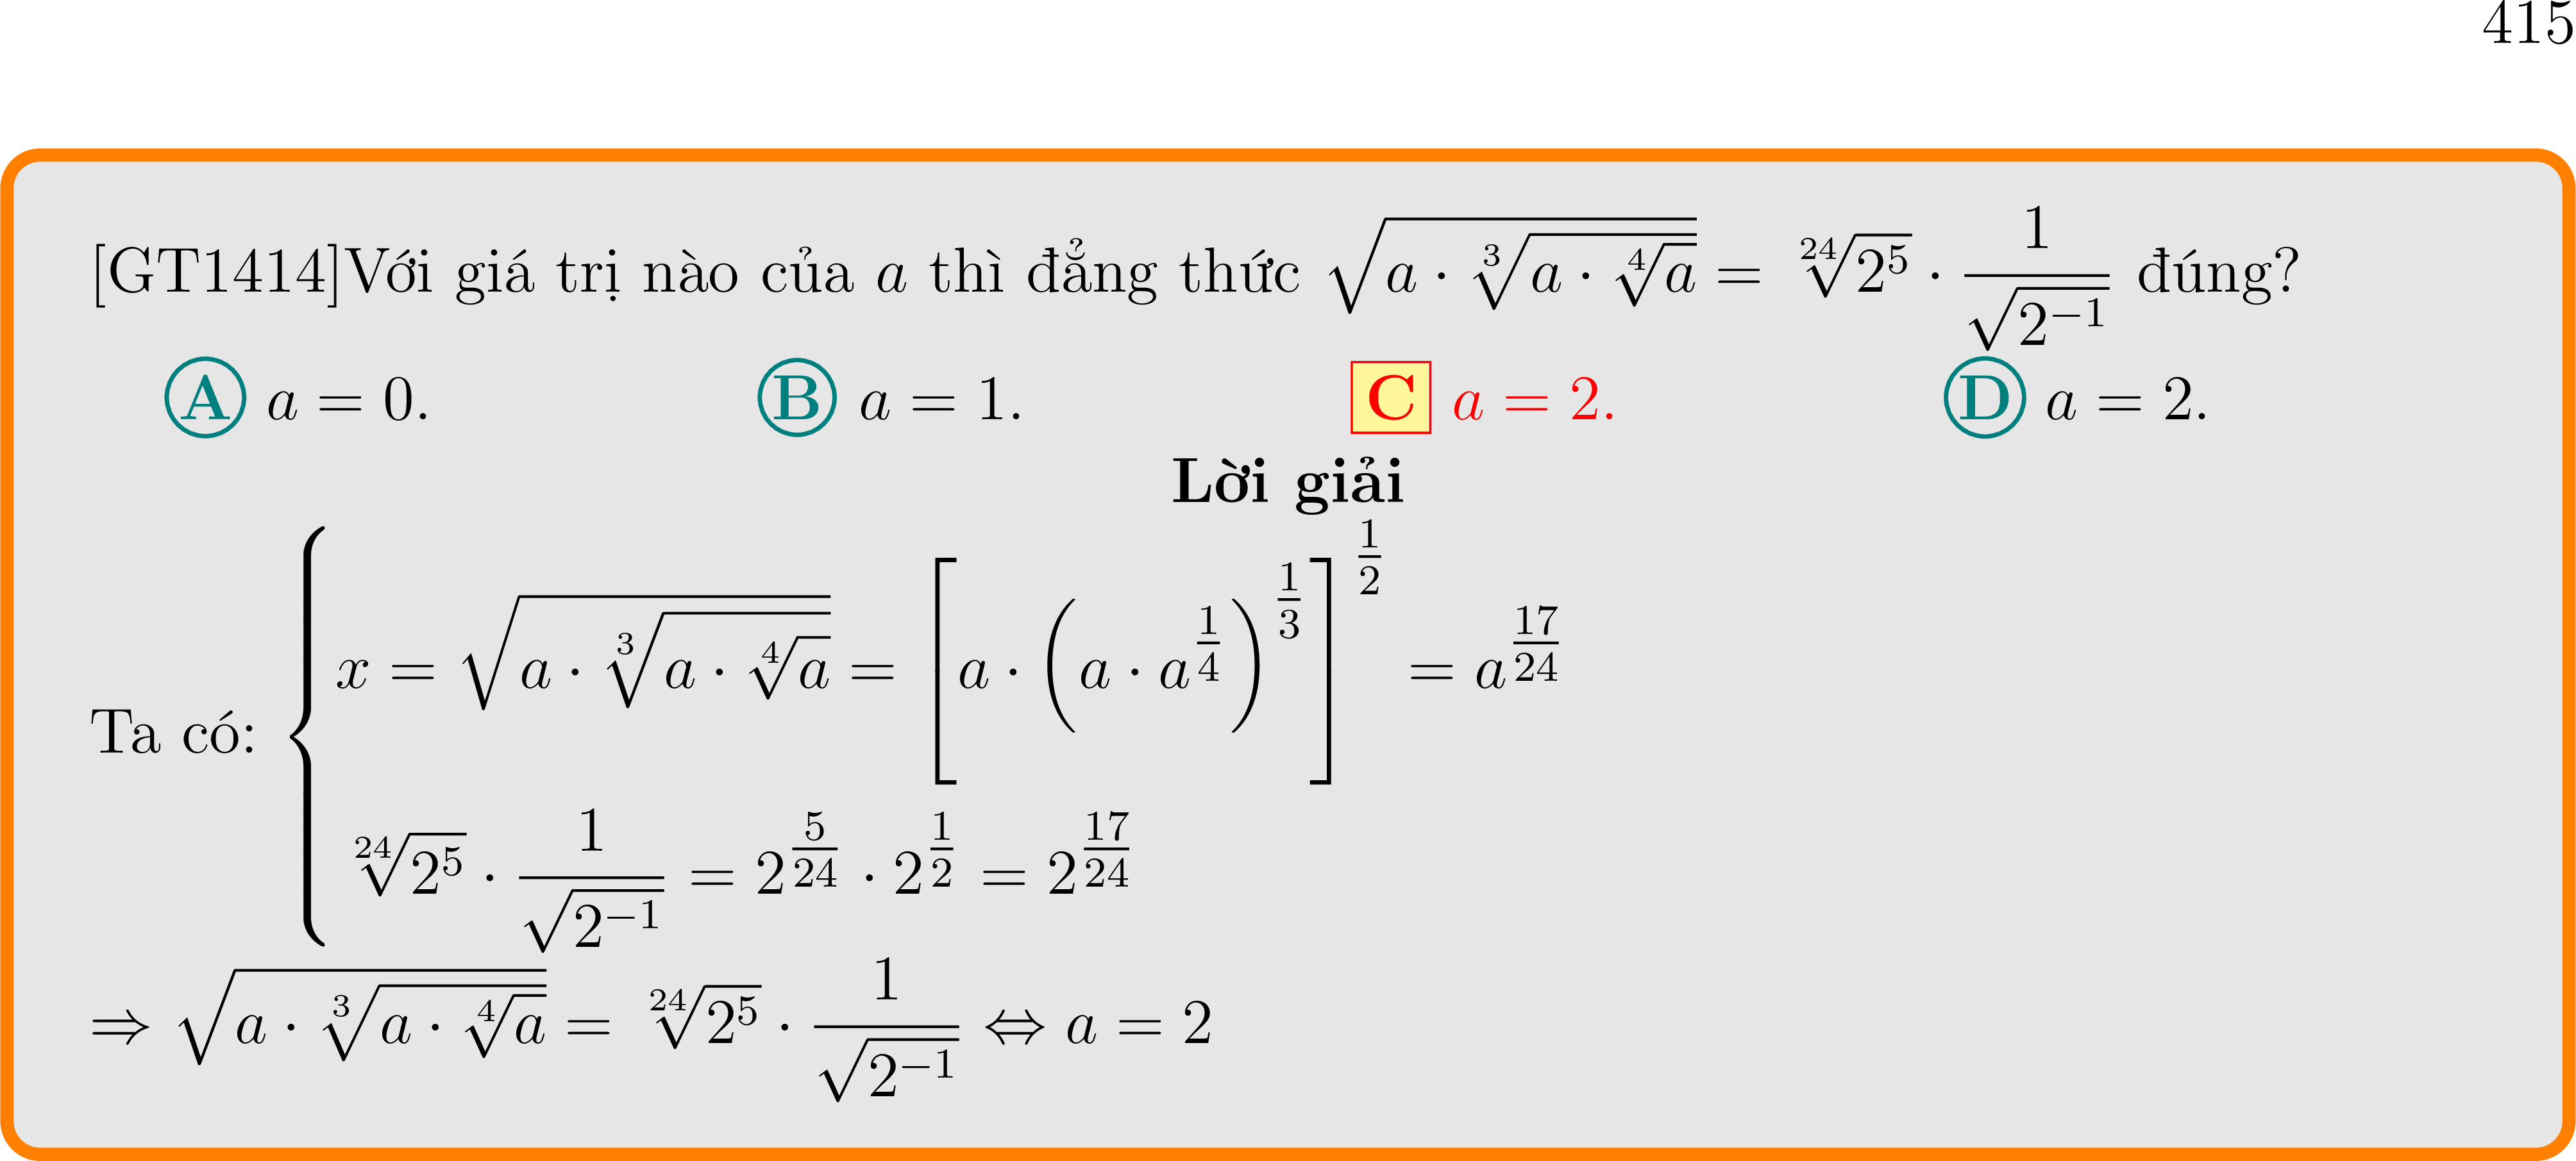 415
[GT1414]Với giá trị nào của $a$ thì đẳng thức $\sqrt{a \cdot \sqrt[3]{a \cdot \sqrt[4]{a}}} = \sqrt[24]{2^5} \cdot \dfrac{1}{\sqrt{2^{-1}}}$ đúng?
A $a = 0$. B $a = 1$. C $a = 2$. D $a = 2$.
Lời giải
Ta có: $\begin{cases} x = \sqrt{a \cdot \sqrt[3]{a \cdot \sqrt[4]{a}}} = \left[ a \cdot \left( a \cdot a^{\frac{1}{4}} \right)^{\frac{1}{3}} \right]^{\frac{1}{2}} = a^{\frac{17}{24}} \\ \sqrt[24]{2^5} \cdot \dfrac{1}{\sqrt{2^{-1}}} = 2^{\frac{5}{24}} \cdot 2^{\frac{1}{2}} = 2^{\frac{17}{24}} \end{cases}$
$\Rightarrow \sqrt{a \cdot \sqrt[3]{a \cdot \sqrt[4]{a}}} = \sqrt[24]{2^5} \cdot \dfrac{1}{\sqrt{2^{-1}}} \Leftrightarrow a = 2$